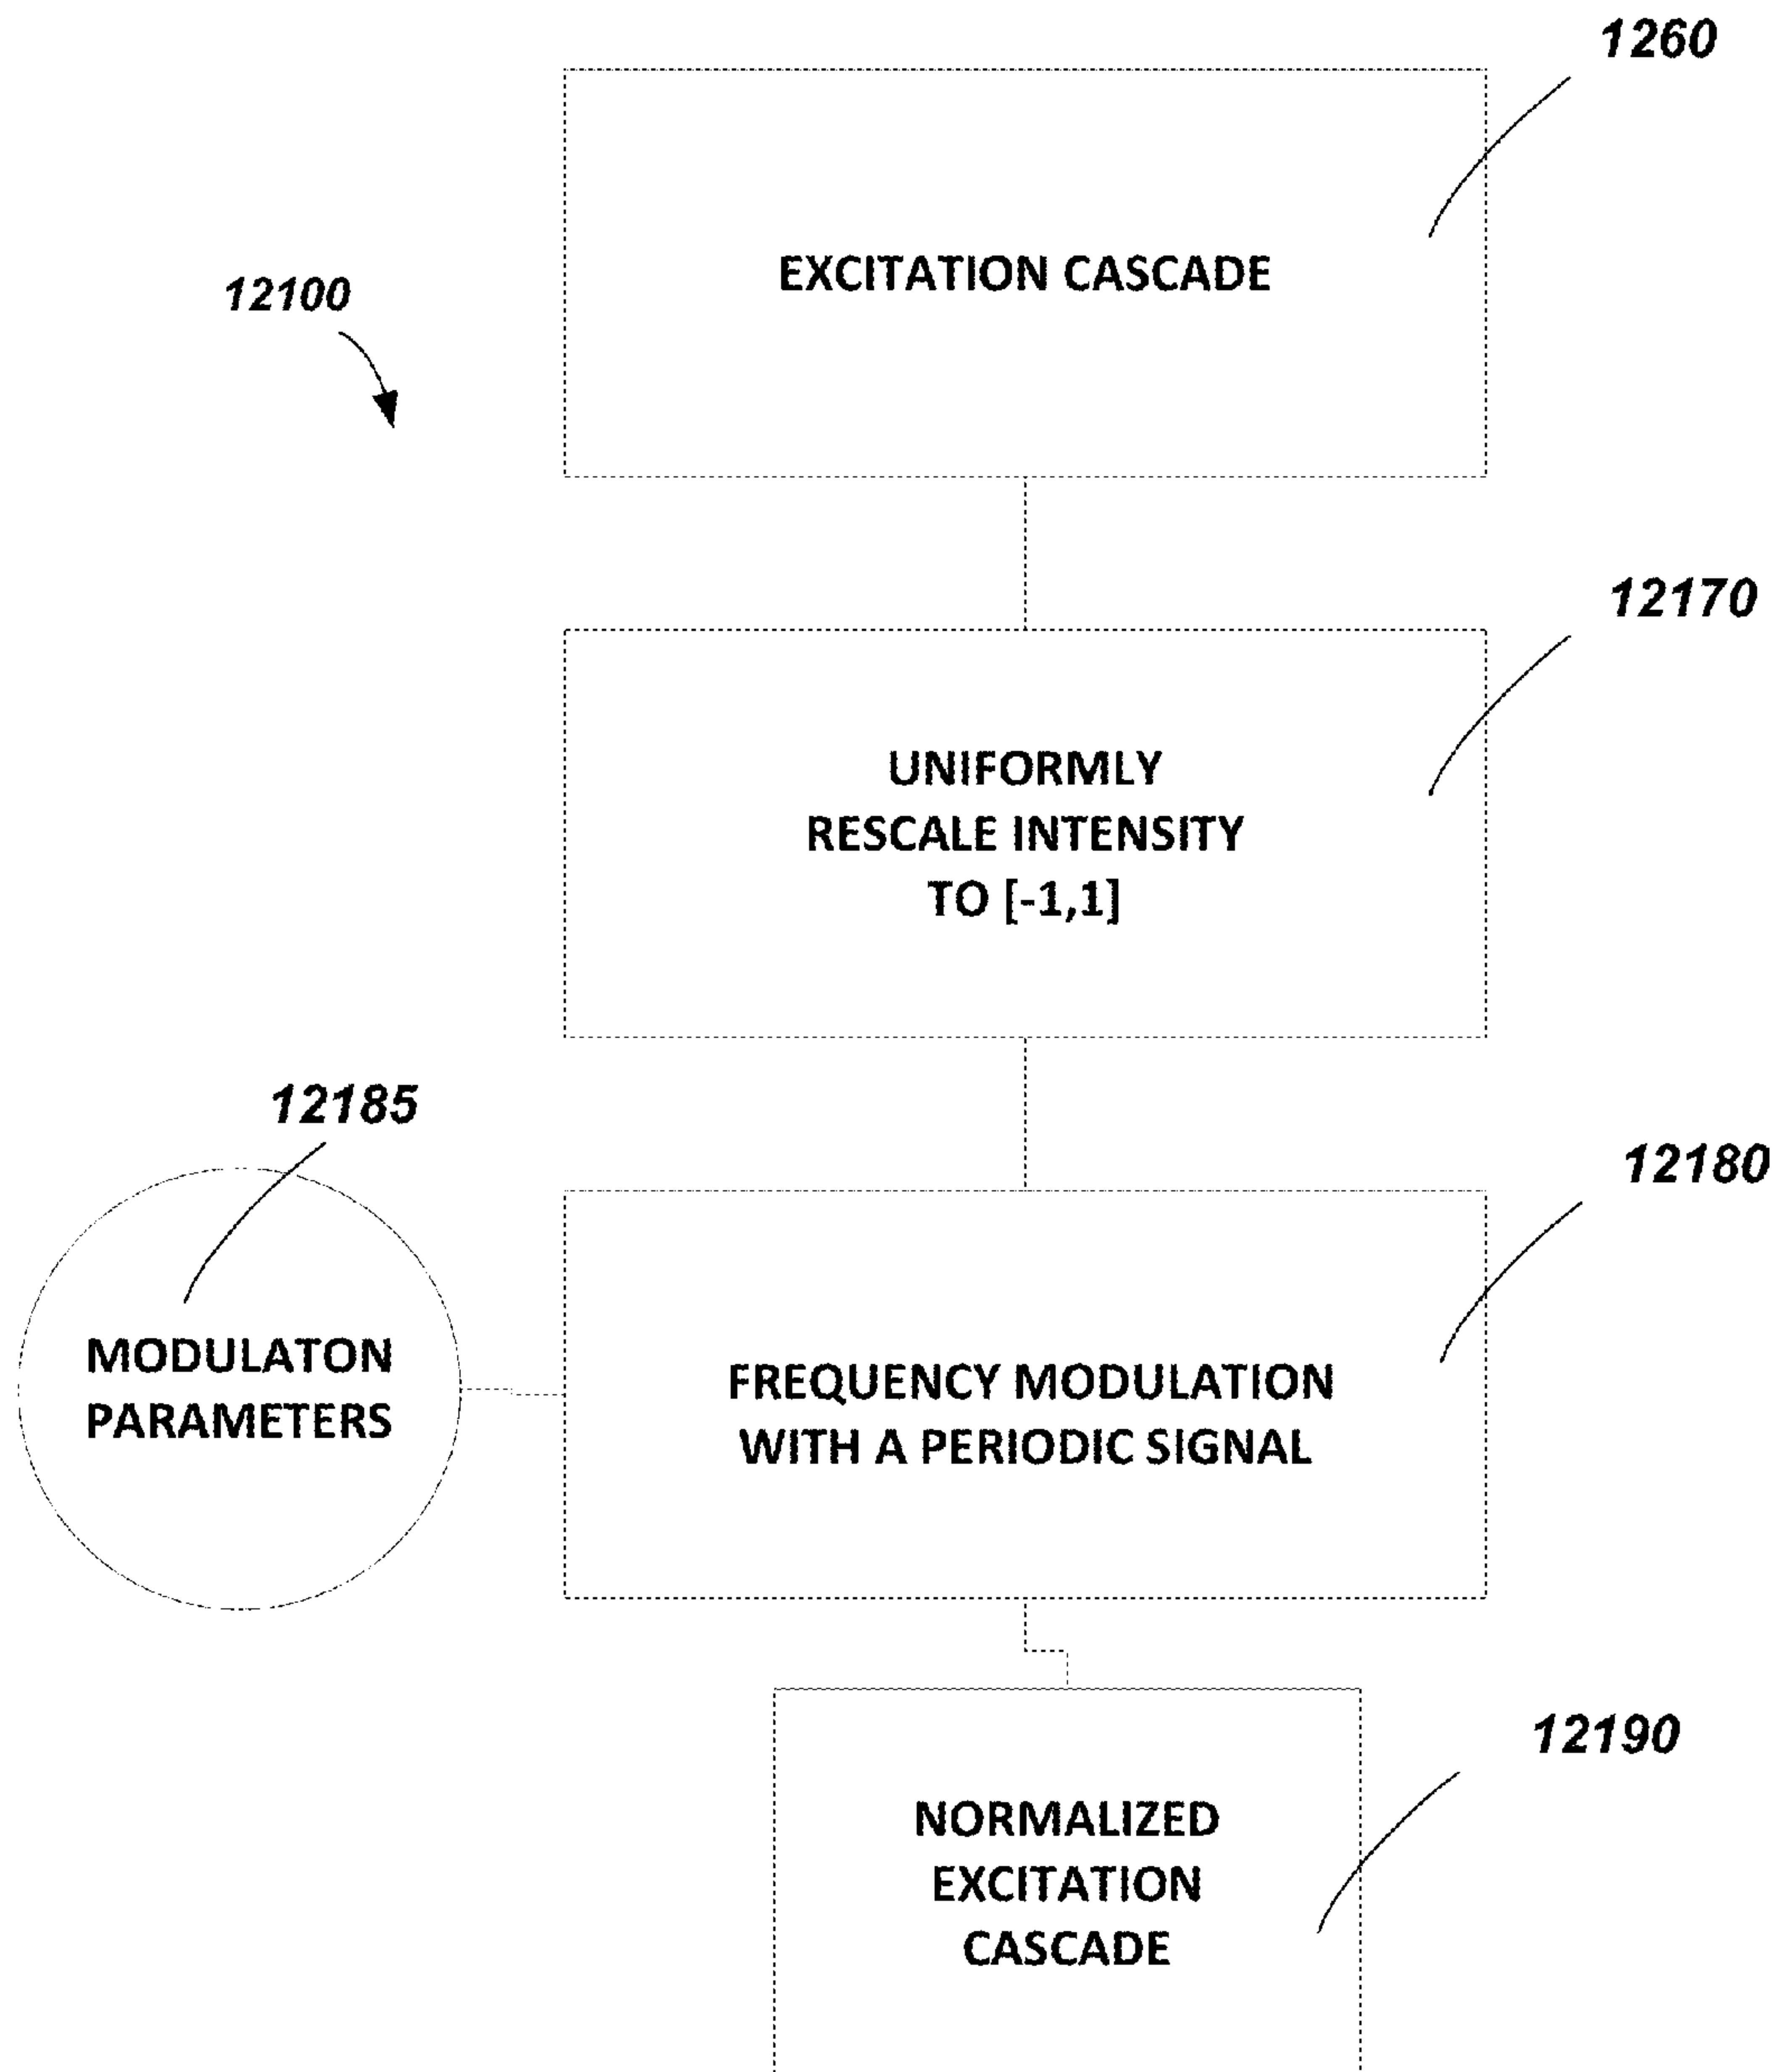 1260
EXCITATION CASCADE
12100
12170
UNIFORMLY
RESCALE INTENSITY
TO [-1,1]
12185
12180
MODULATON
PARAMETERS
FREQUENCY MODULATION
WITH A PERIODIC SIGNAL
12190
NORMALIZED
EXCITATION
CASCADE